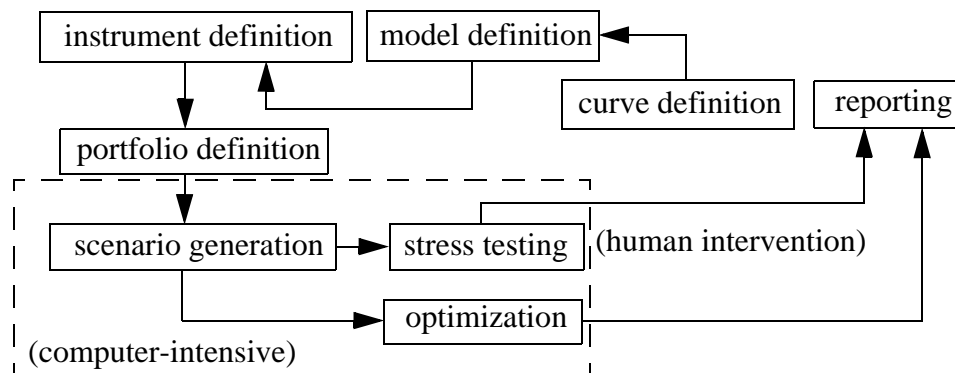 instrument definition
model definition
curve definition
reporting
portfolio definition
scenario generation
stress testing
(human intervention)
optimization
(computer-intensive)